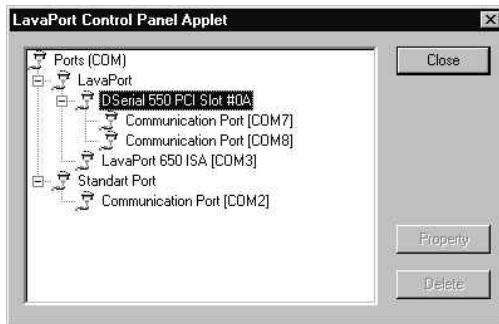 LavaPort Control Panel Applet
Ports (COM)
LavaPort
DSerial 550 PCI Slot #0A
Communication Port [COM7]
Communication Port [COM8]
LavaPort 650 ISA [COM3]
Standart Port
Communication Port [COM2]
Close
Property
Delete